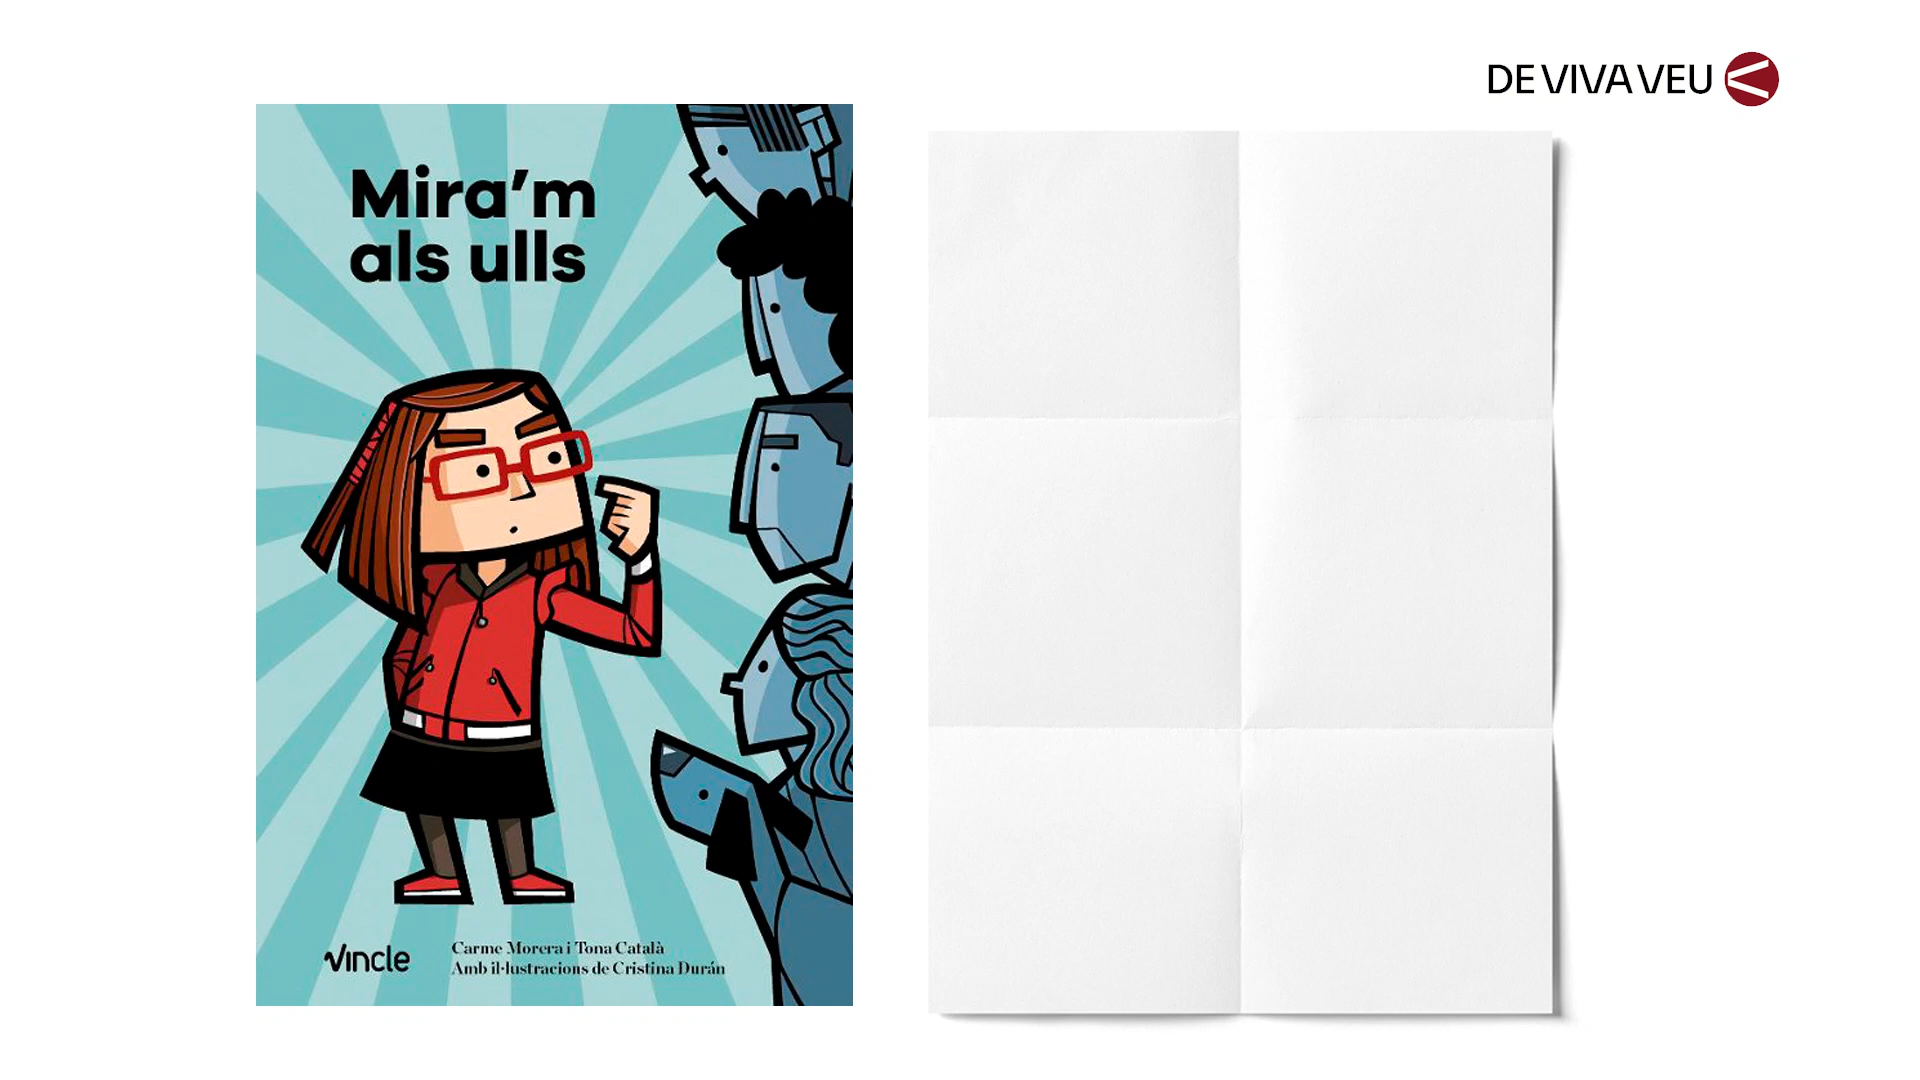 DE VIVA VEU
Mira’m
als ulls
vincle
Carme Morera i Tona Català
Amb il·lustracions de Cristina Durán